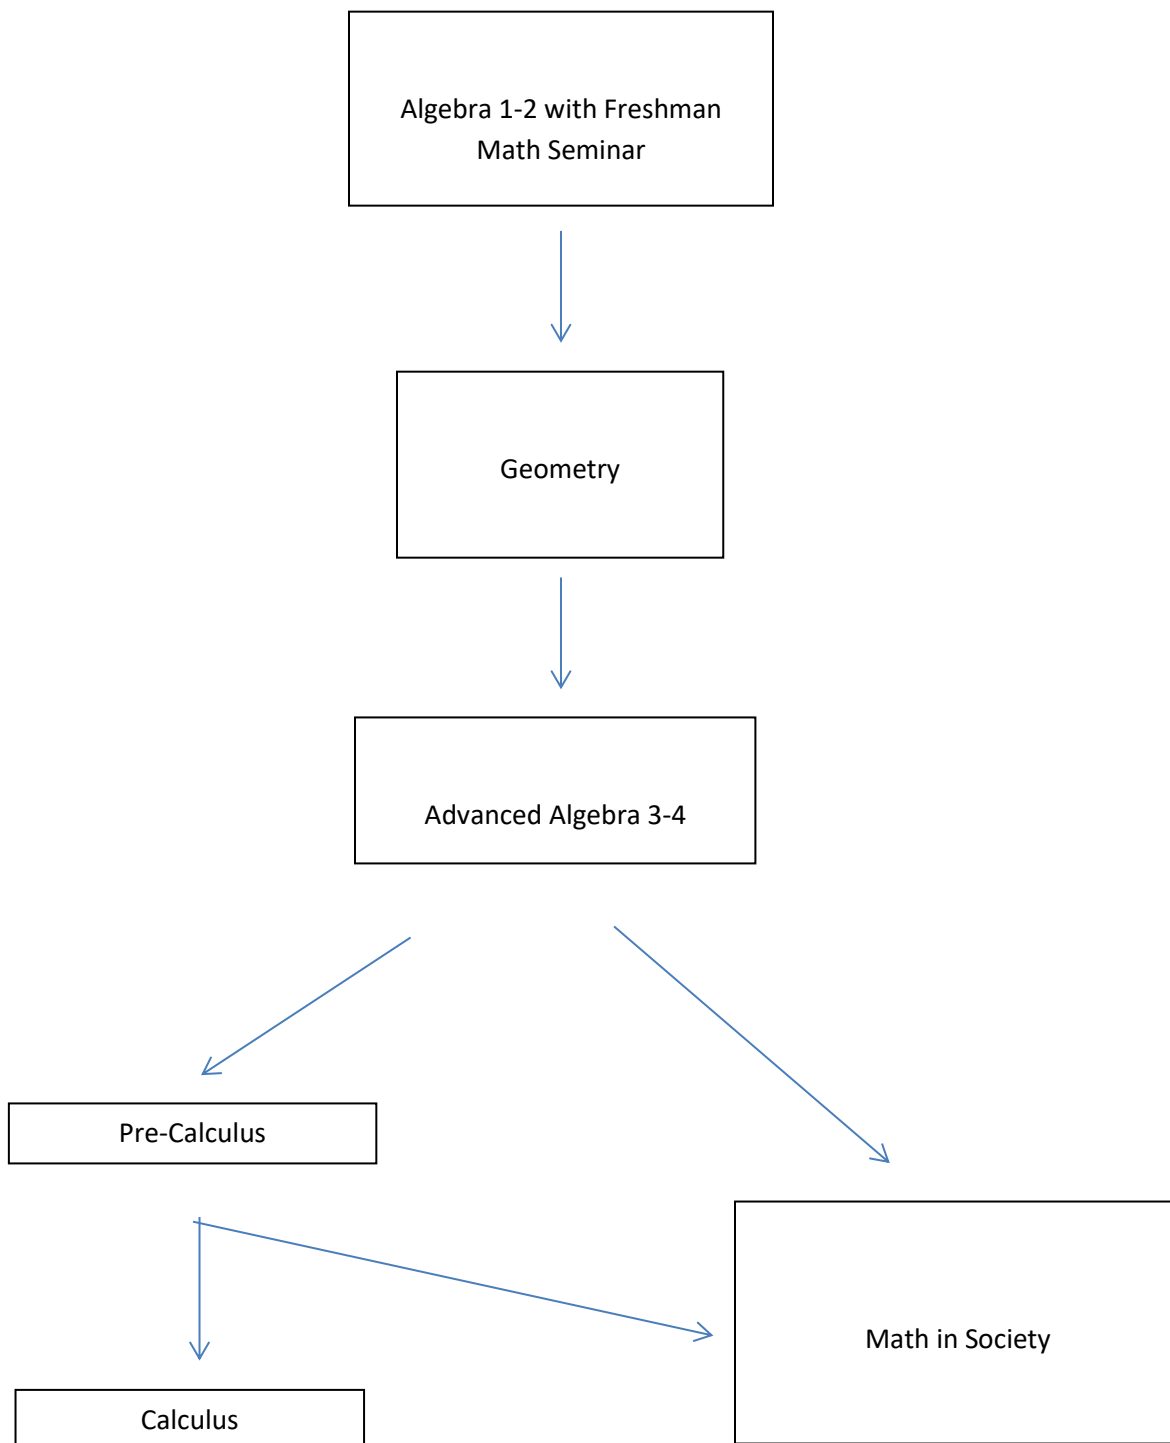 Algebra 1-2 with Freshman
Math Seminar
Geometry
Advanced Algebra 3-4
Pre-Calculus
Math in Society
Calculus